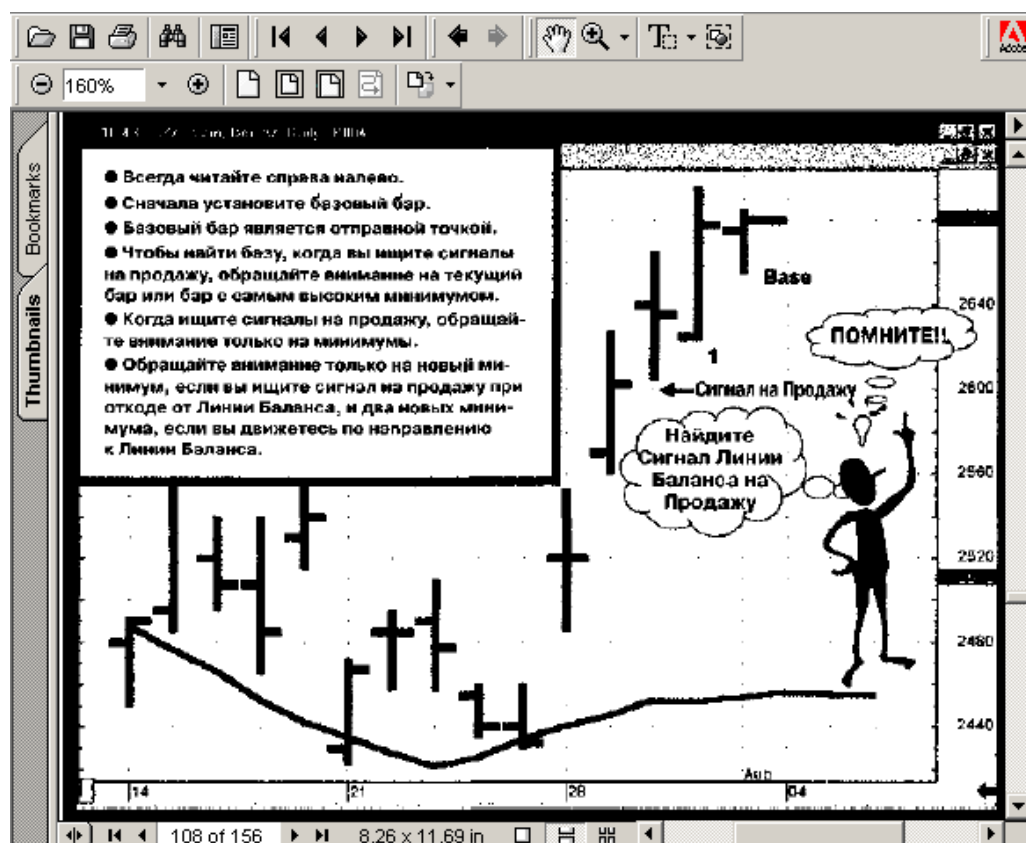 Adobe
160%
Bookmarks
Thumbnails
● Всегда читайте справа налево.
● Сначала установите базовый бар.
● Базовый бар является отправной точкой.
● Чтобы найти базу, когда вы ищите сигналы
на продажу, обращайте внимание на текущий
бар или бар с самым высоким минимумом.
● Когда ищите сигналы на продажу, обращай-
те внимание только на минимумы.
● Обращайте внимание только на новый ми-
нимум, если вы ищите сигнал на продажу при
отходе от Линии Баланса, и два новых мини-
мума, если вы движетесь по направлению
к Линии Баланса.
Base
2640
ПОМНИТЕ!!
1
Сигнал на Продажу
2600
Найдите
Сигнал Линии
Баланса на
Продажу
2560
2520
2480
2440
14
21
28
04
108 of 156
8.26 x 11.69 in